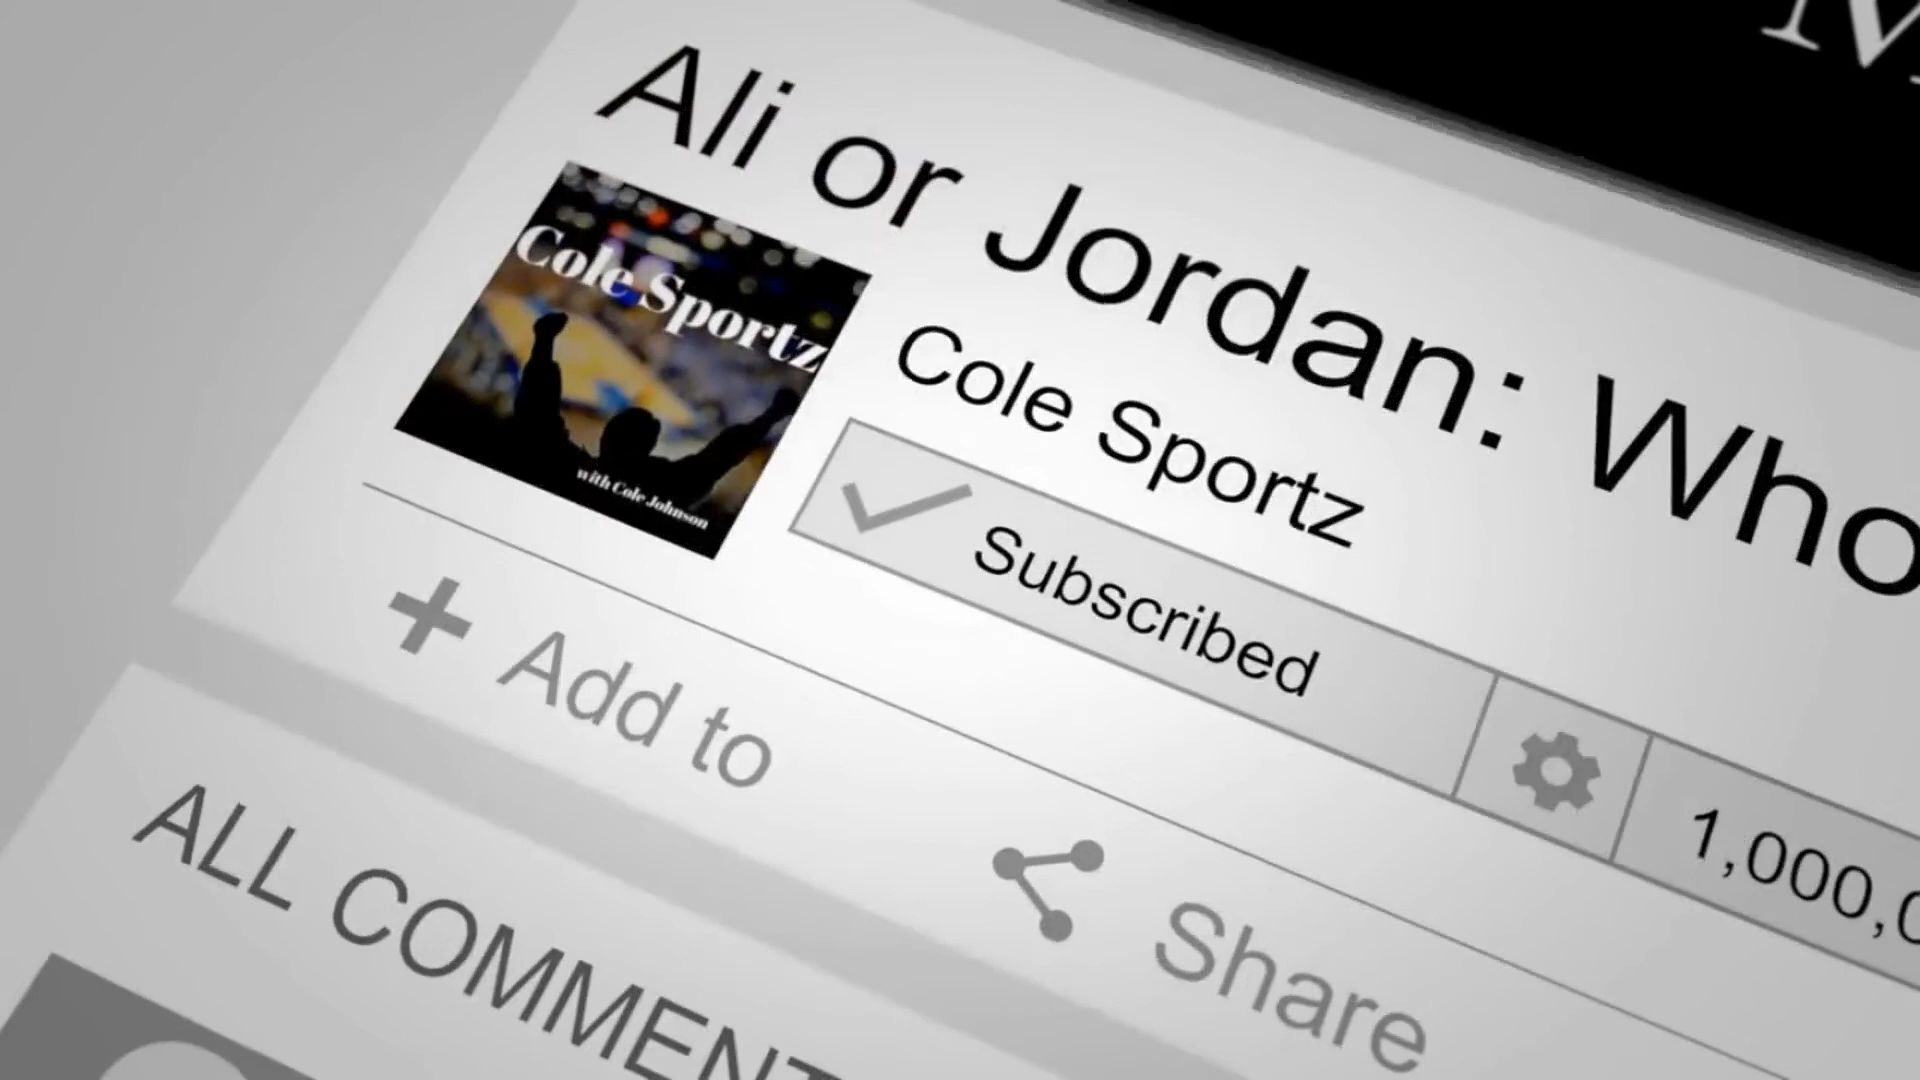 Ali or Jordan: Who
Cole Sportz
with Cole Johnson
Cole Sportz
Subscribed
1,000,0
Add to
Share
ALL COMMENT